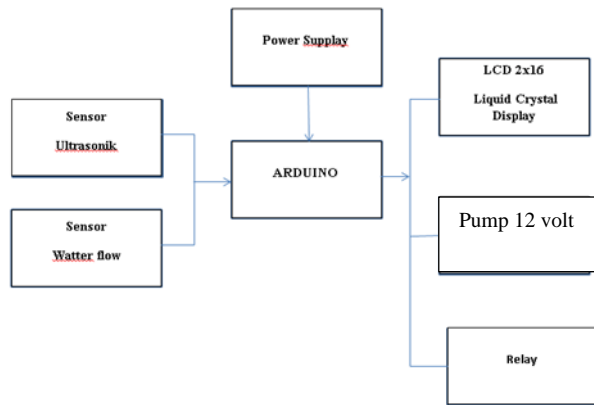 Power Supplay
LCD 2x16
Liquid Crystal
Display
Sensor
Ultrasonik
ARDUINO
Sensor
Watter flow
Pump 12 volt
Relay